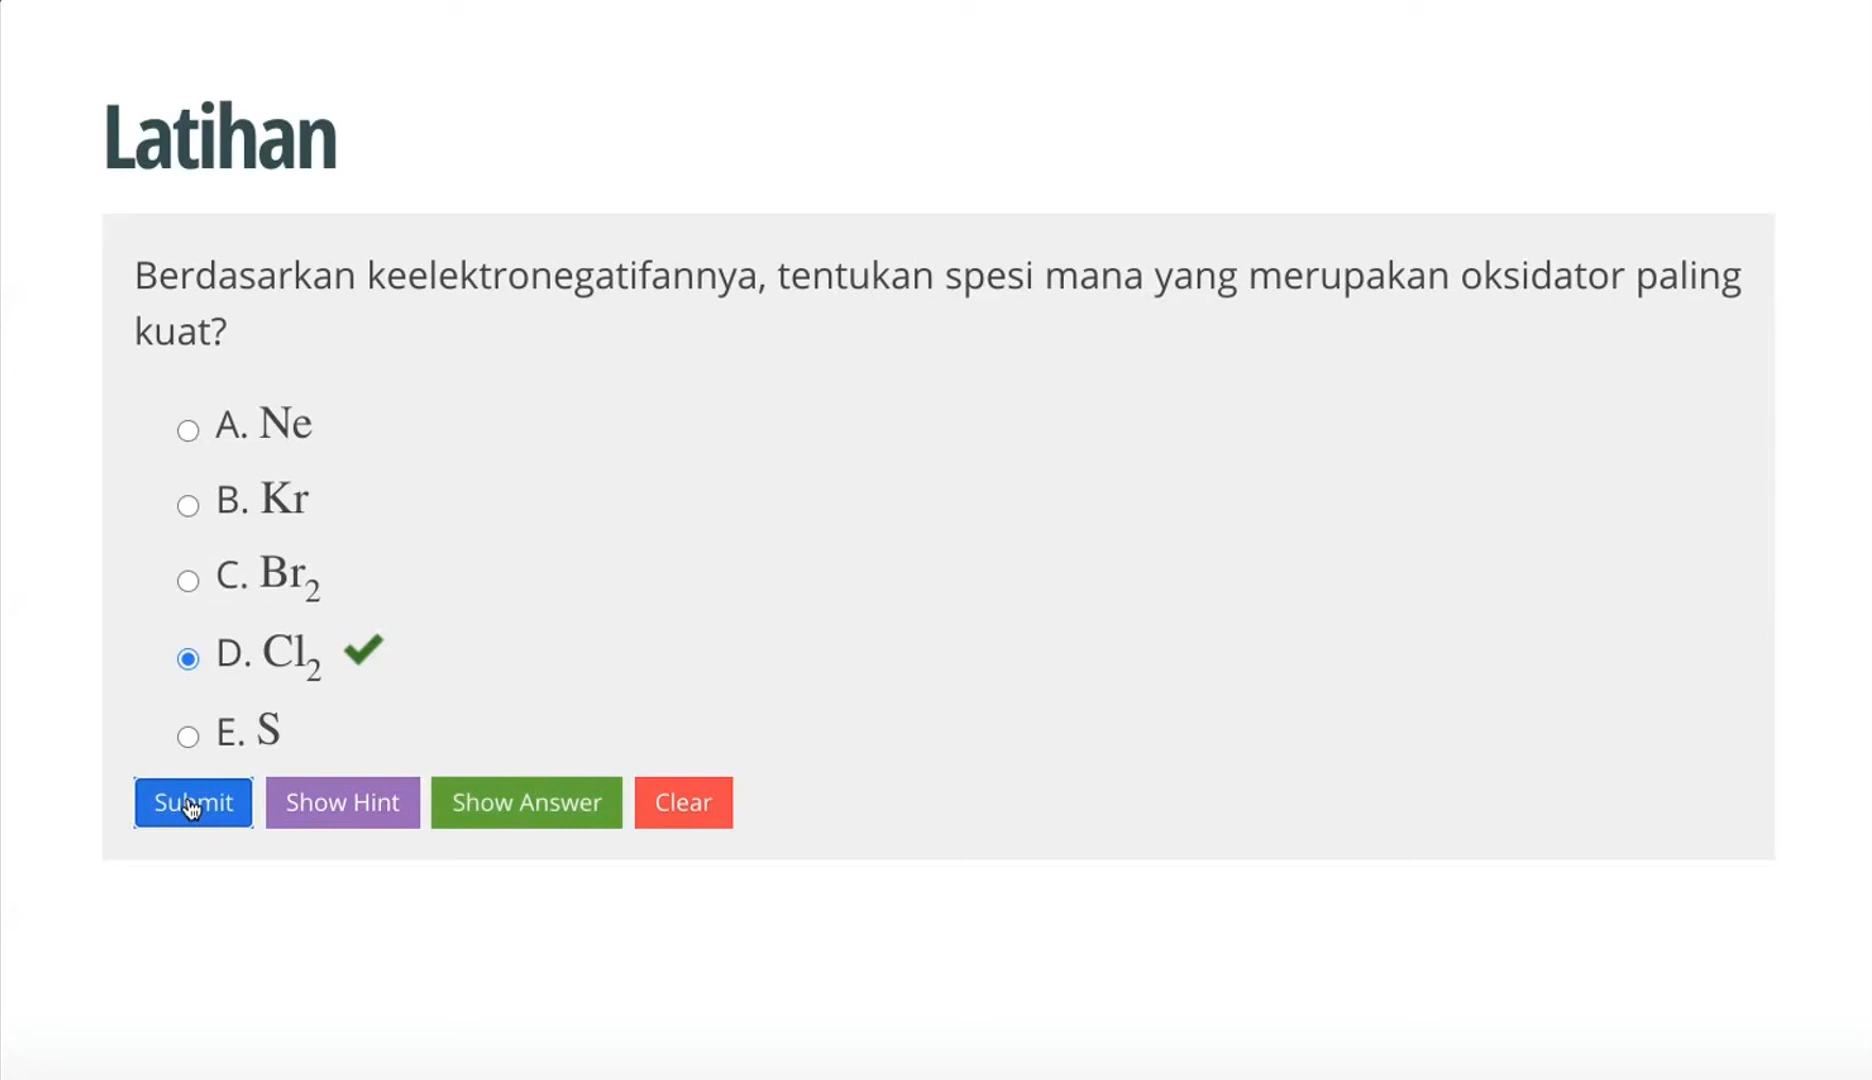 Latihan
Berdasarkan keelektronegatifannya, tentukan spesi mana yang merupakan oksidator paling
kuat?
A. Ne
B. Kr
C. Br₂
D. Cl₂
E. S
Submit Show Hint Show Answer Clear